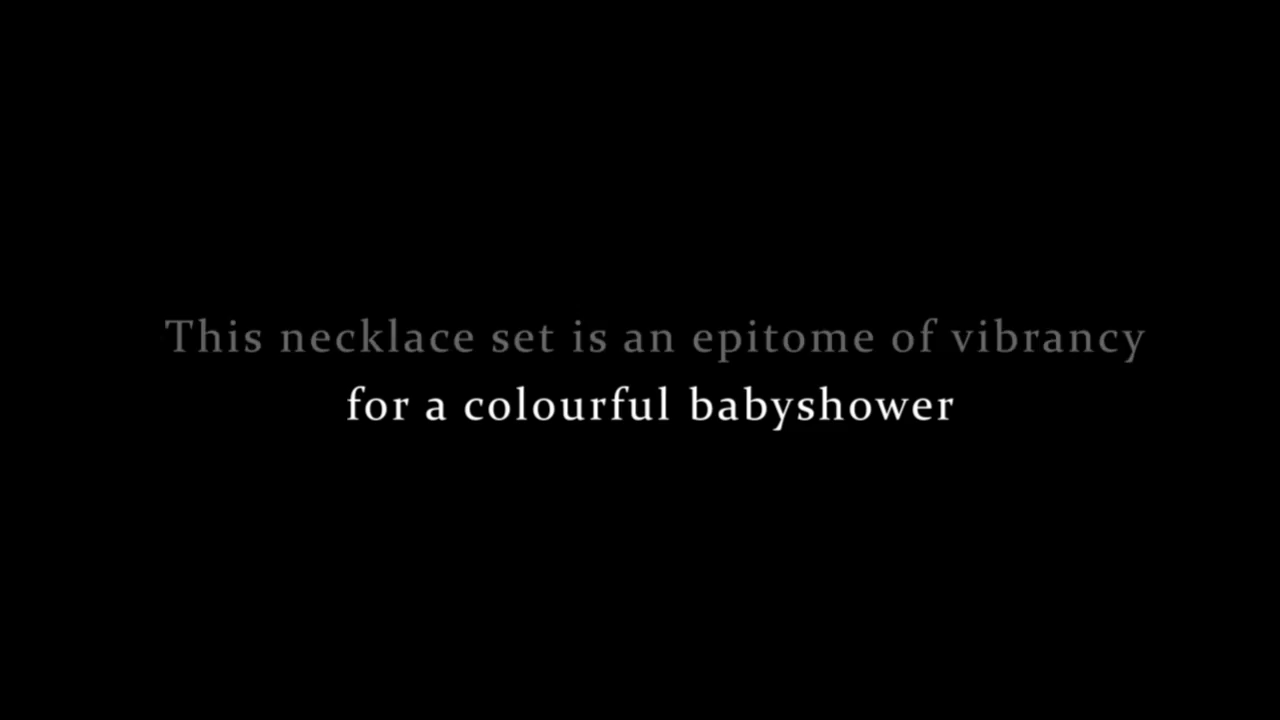 This necklace set is an epitome of vibrancy
for a colourful babyshower